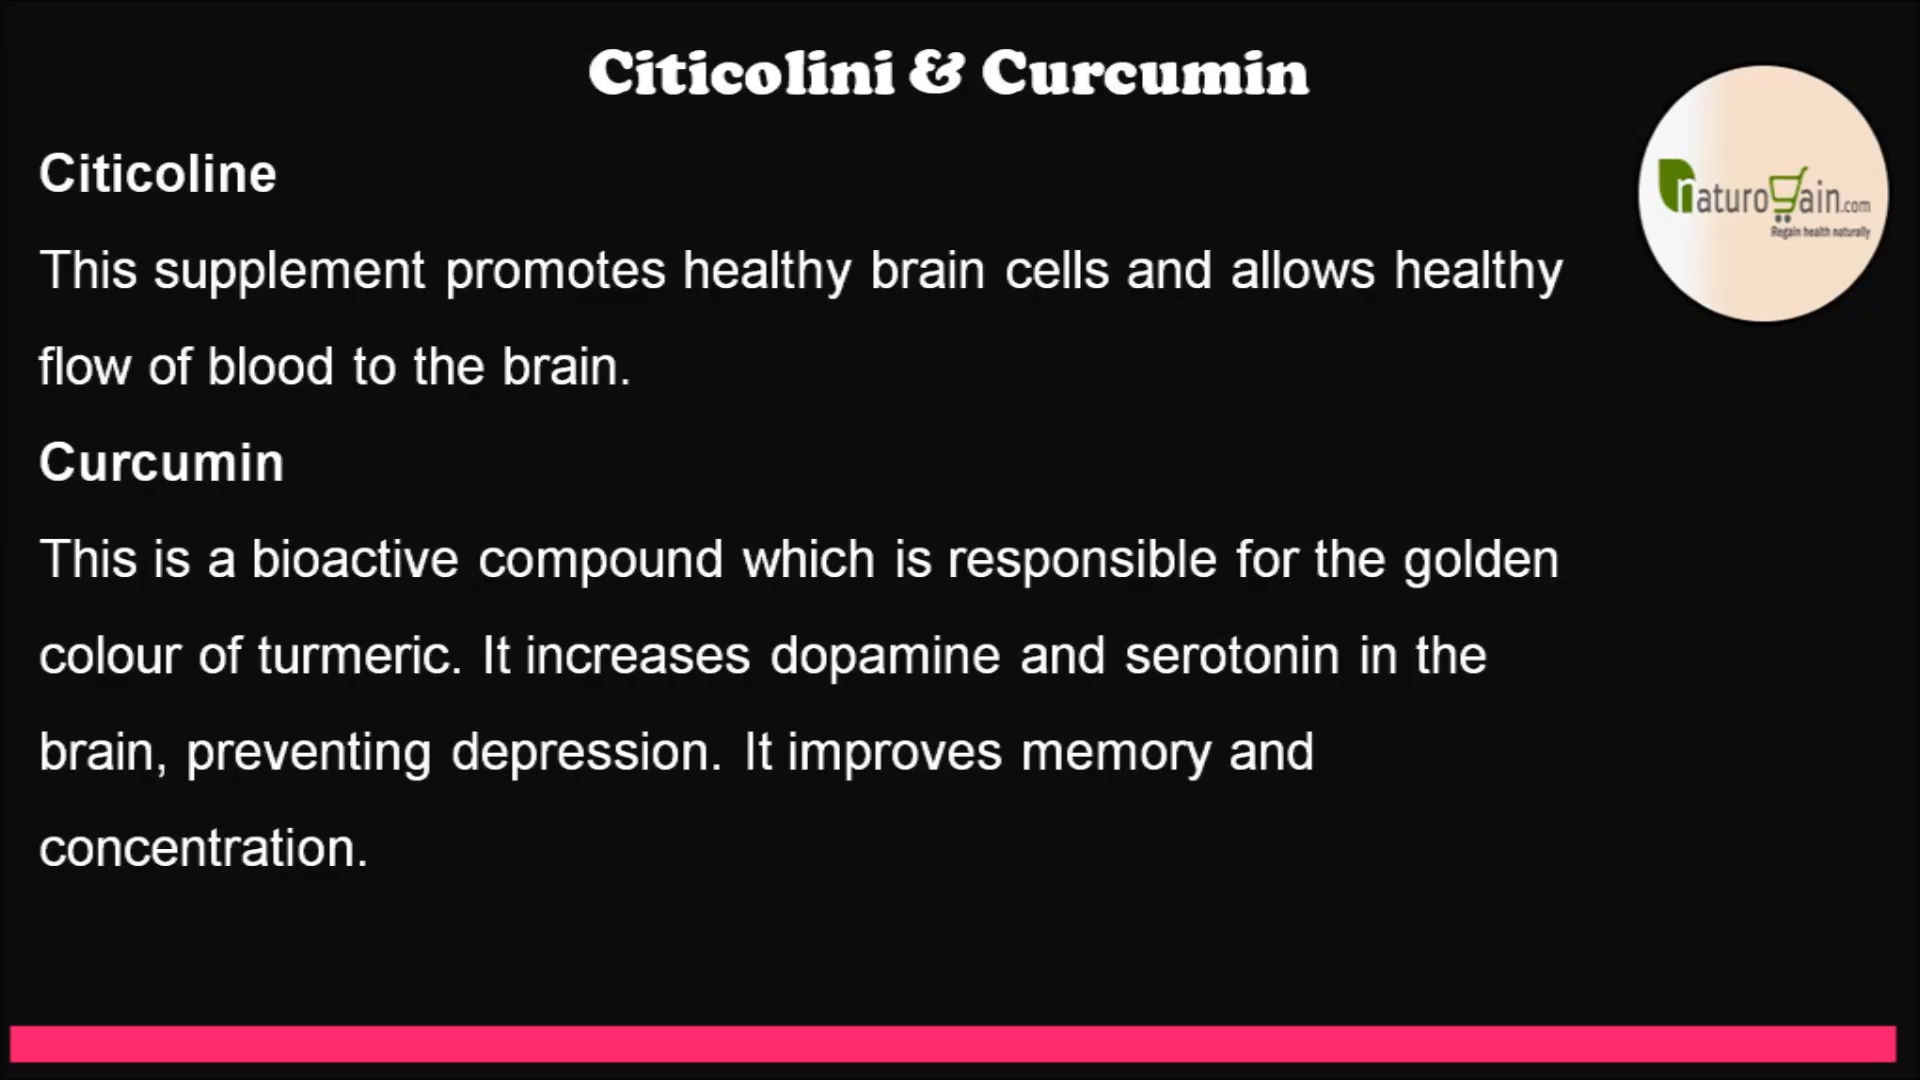 Citicolini & Curcumin
naturogain.com
Regain health naturally
Citicoline
This supplement promotes healthy brain cells and allows healthy
flow of blood to the brain.
Curcumin
This is a bioactive compound which is responsible for the golden
colour of turmeric. It increases dopamine and serotonin in the
brain, preventing depression. It improves memory and
concentration.